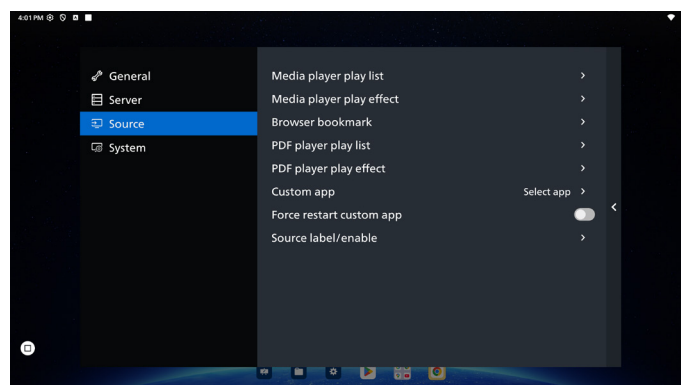 4:01 PM
General
Server
Source
System
Media player play list
Media player play effect
Browser bookmark
PDF player play list
PDF player play effect
Custom app Select app
Force restart custom app
Source label/enable